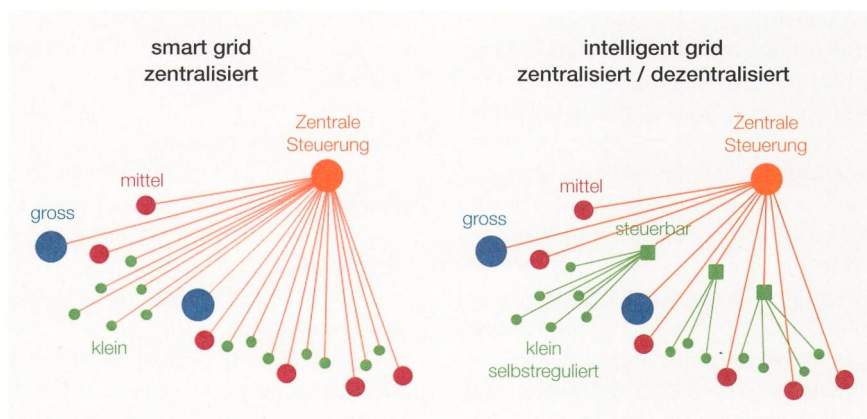 smart grid
zentralisiert
Zentrale
Steuerung
mittel
gross
klein
intelligent grid
zentralisiert / dezentralisiert
Zentrale
Steuerung
mittel
gross
steuerbar
klein
selbstreguliert